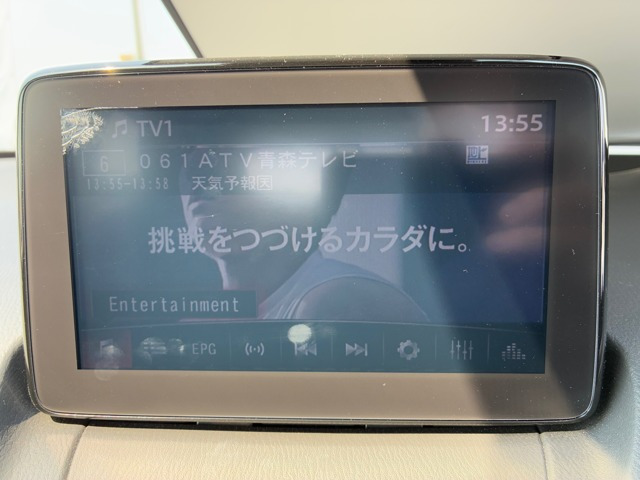 TV1
13:55
6
061ATV青森テレビ
13:55-13:58
天気予報図
挑戦をつづけるカラダに。
Entertainment
EPG